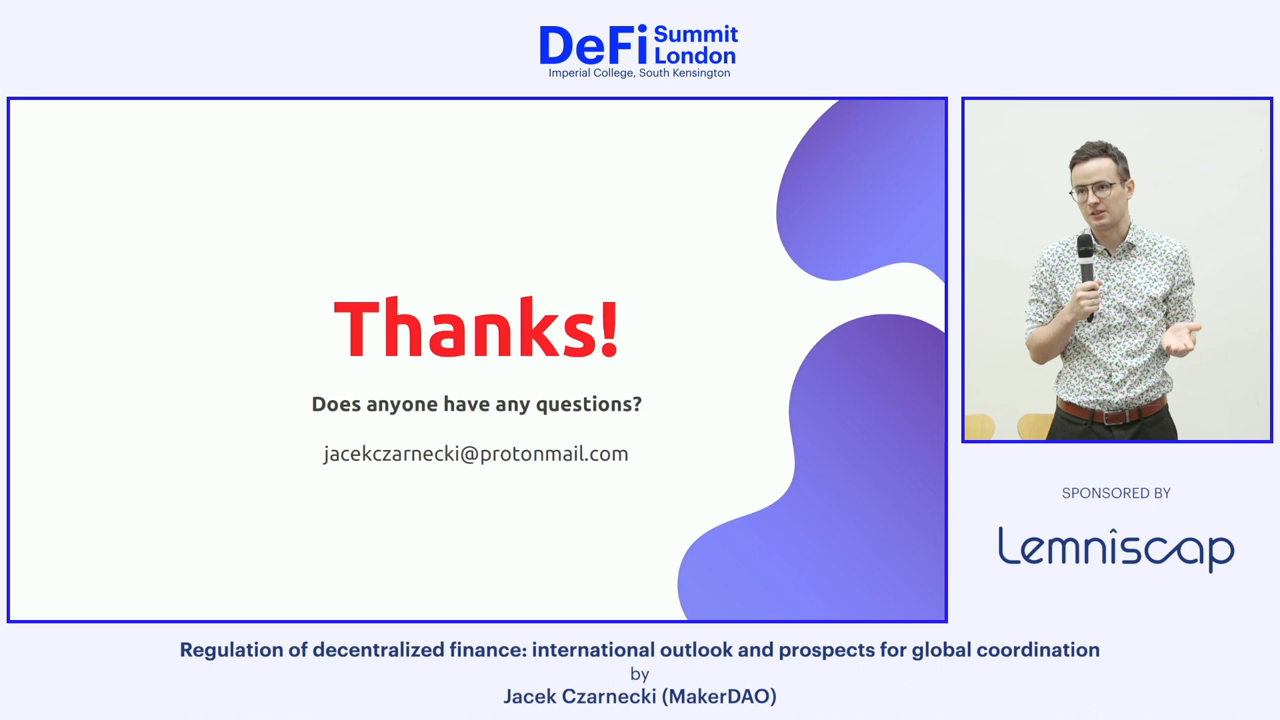 DeFi Summit
London
Imperial College, South Kensington
Thanks!
Does anyone have any questions?
jacekczarnecki@protonmail.com
SPONSORED BY
Lemniscap
Regulation of decentralized finance: international outlook and prospects for global coordination
by
Jacek Czarnecki (MakerDAO)